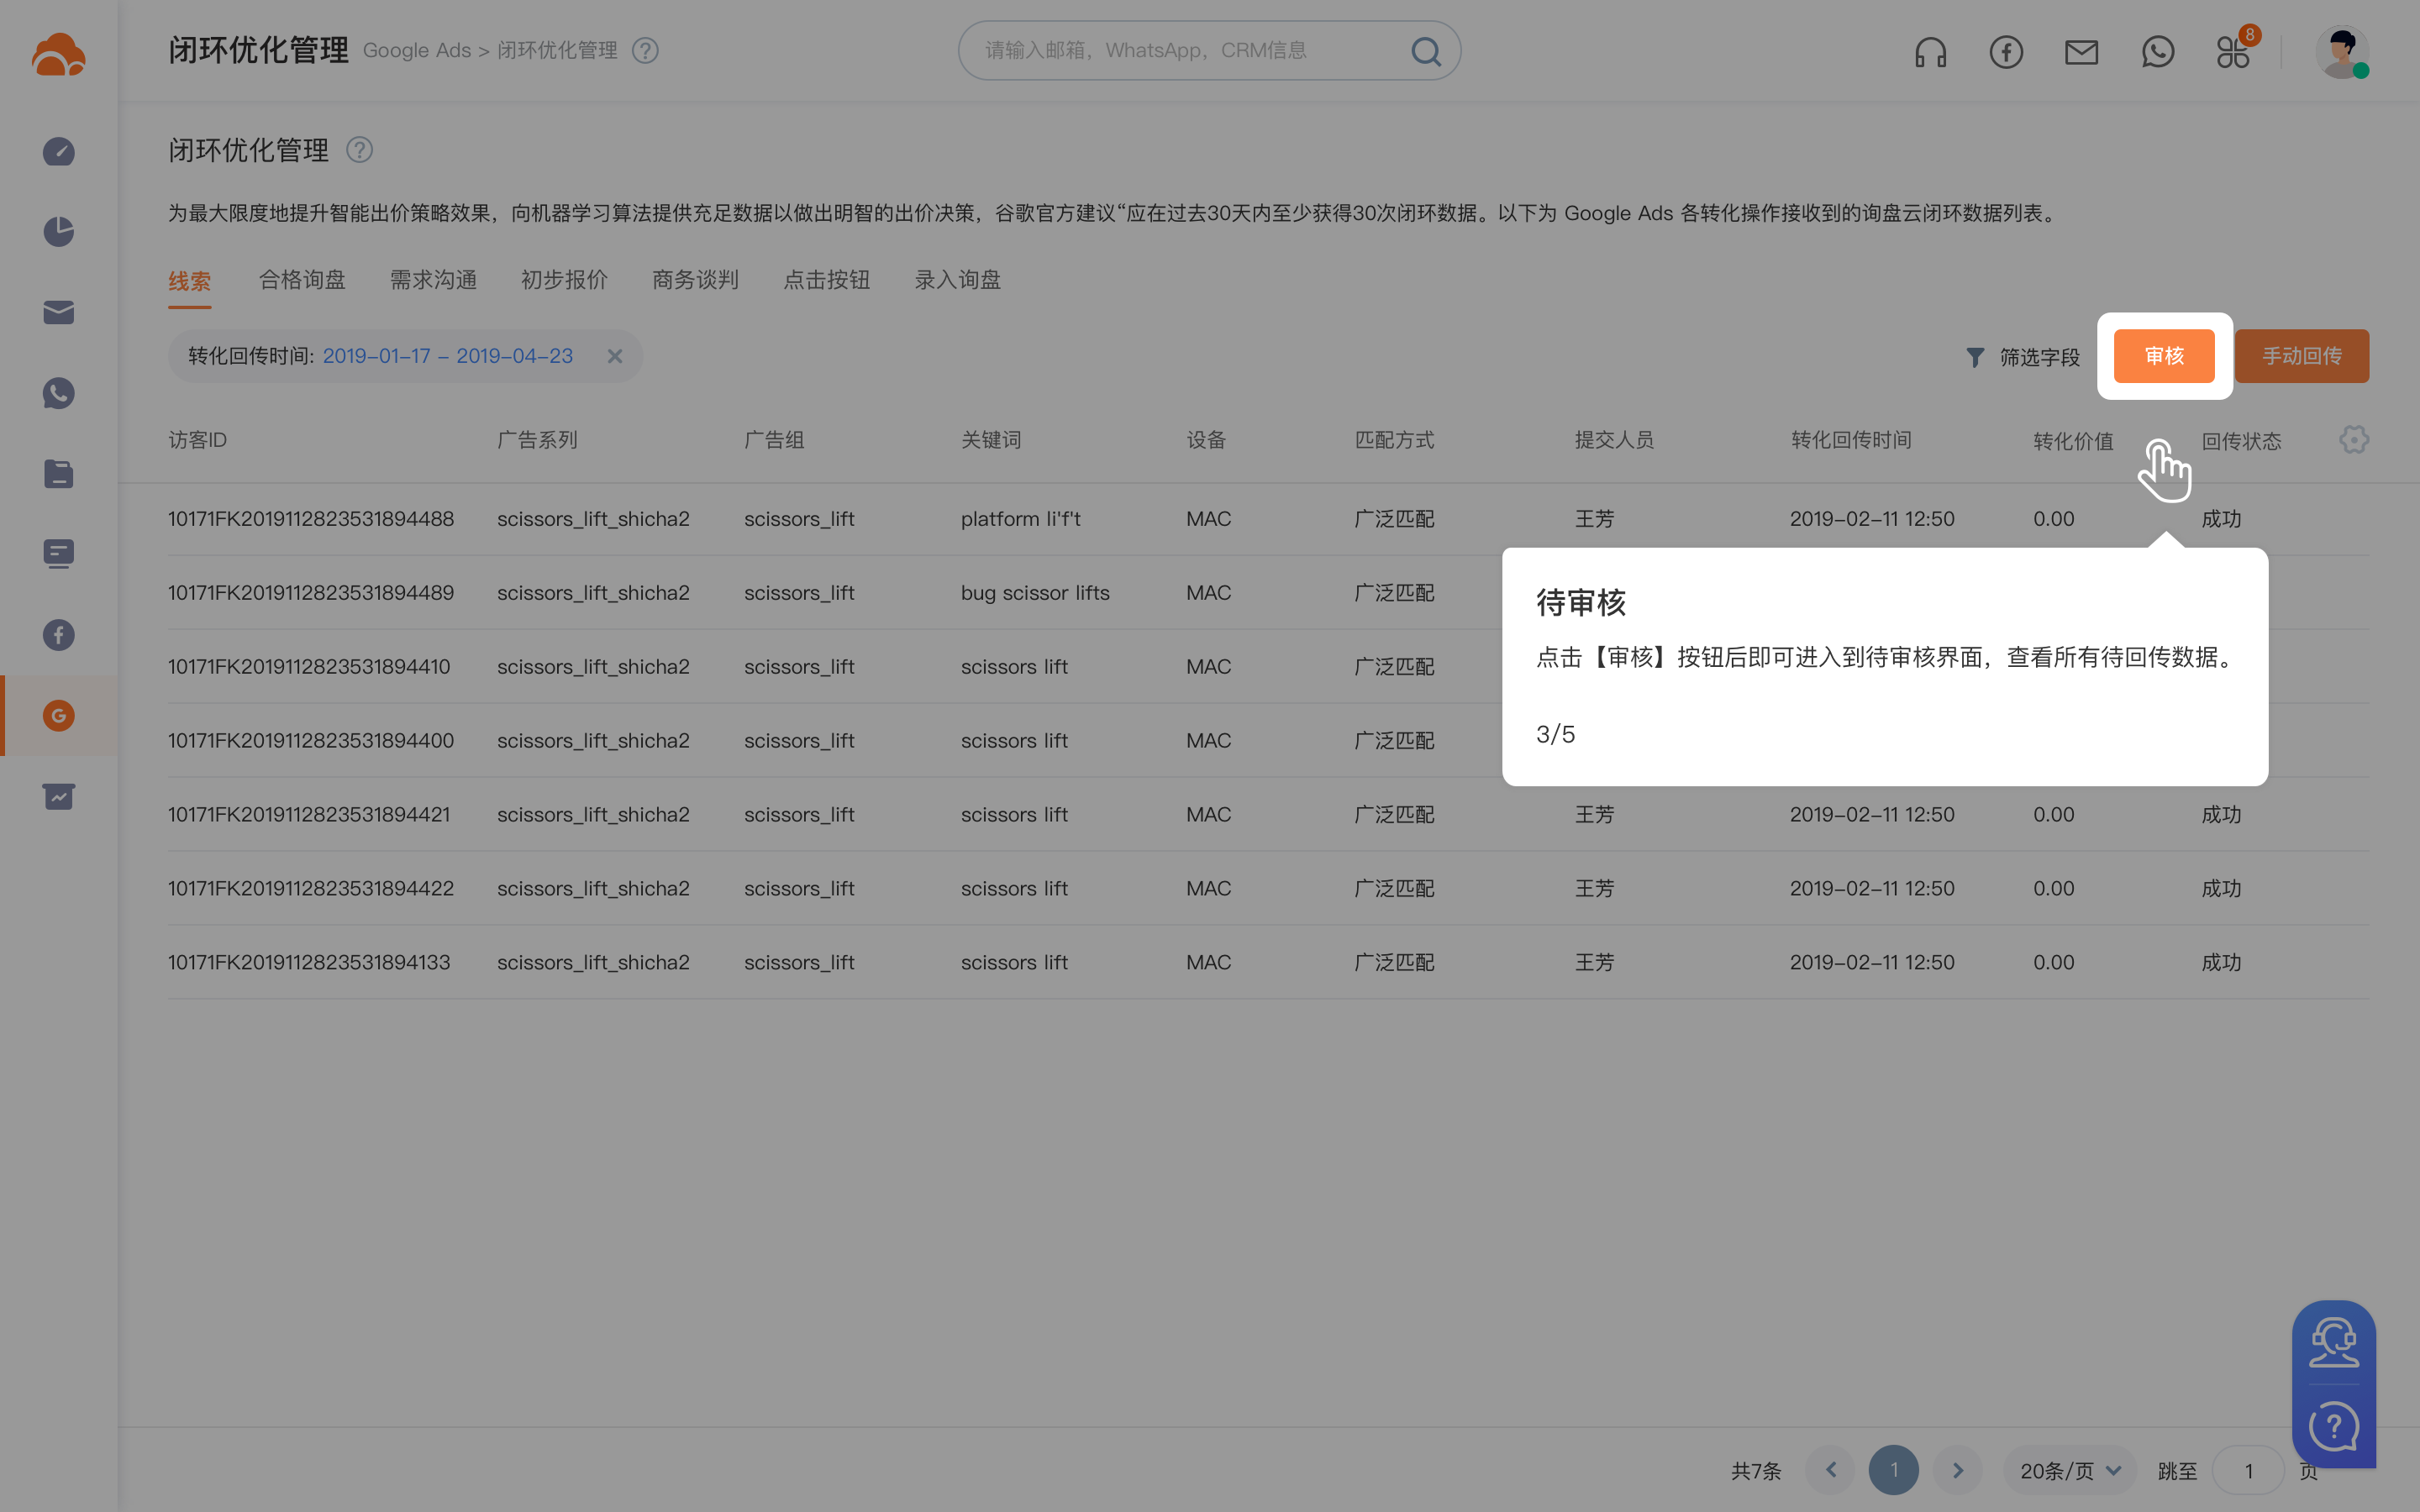 闭环优化管理 Google Ads > 闭环优化管理 ?
请输入邮箱，WhatsApp，CRM信息
8
闭环优化管理 ?
为最大限度地提升智能出价策略效果，向机器学习算法提供充足数据以做出明智的出价决策，谷歌官方建议“应在过去30天内至少获得30次闭环数据。以下为 Google Ads 各转化操作接收到的询盘云闭环数据列表。
线索 合格询盘 需求沟通 初步报价 商务谈判 点击按钮 录入询盘
转化回传时间: 2019-01-17 - 2019-04-23
筛选字段 审核 手动回传
访客ID 广告系列 广告组 关键词 设备 匹配方式 提交人员 转化回传时间 转化价值 回传状态
10171FK2019112823531894488 scissors_lift_shicha2 scissors_lift platform li'f't MAC 广泛匹配 王芳 2019-02-11 12:50 0.00 成功
10171FK2019112823531894489 scissors_lift_shicha2 scissors_lift bug scissor lifts MAC 广泛匹配
10171FK2019112823531894410 scissors_lift_shicha2 scissors_lift scissors lift MAC 广泛匹配
10171FK2019112823531894400 scissors_lift_shicha2 scissors_lift scissors lift MAC 广泛匹配
10171FK2019112823531894421 scissors_lift_shicha2 scissors_lift scissors lift MAC 广泛匹配 王芳 2019-02-11 12:50 0.00 成功
10171FK2019112823531894422 scissors_lift_shicha2 scissors_lift scissors lift MAC 广泛匹配 王芳 2019-02-11 12:50 0.00 成功
10171FK2019112823531894133 scissors_lift_shicha2 scissors_lift scissors lift MAC 广泛匹配 王芳 2019-02-11 12:50 0.00 成功
待审核
点击【审核】按钮后即可进入到待审核界面，查看所有待回传数据。
3/5
共7条 1 20条/页 跳至 1 页